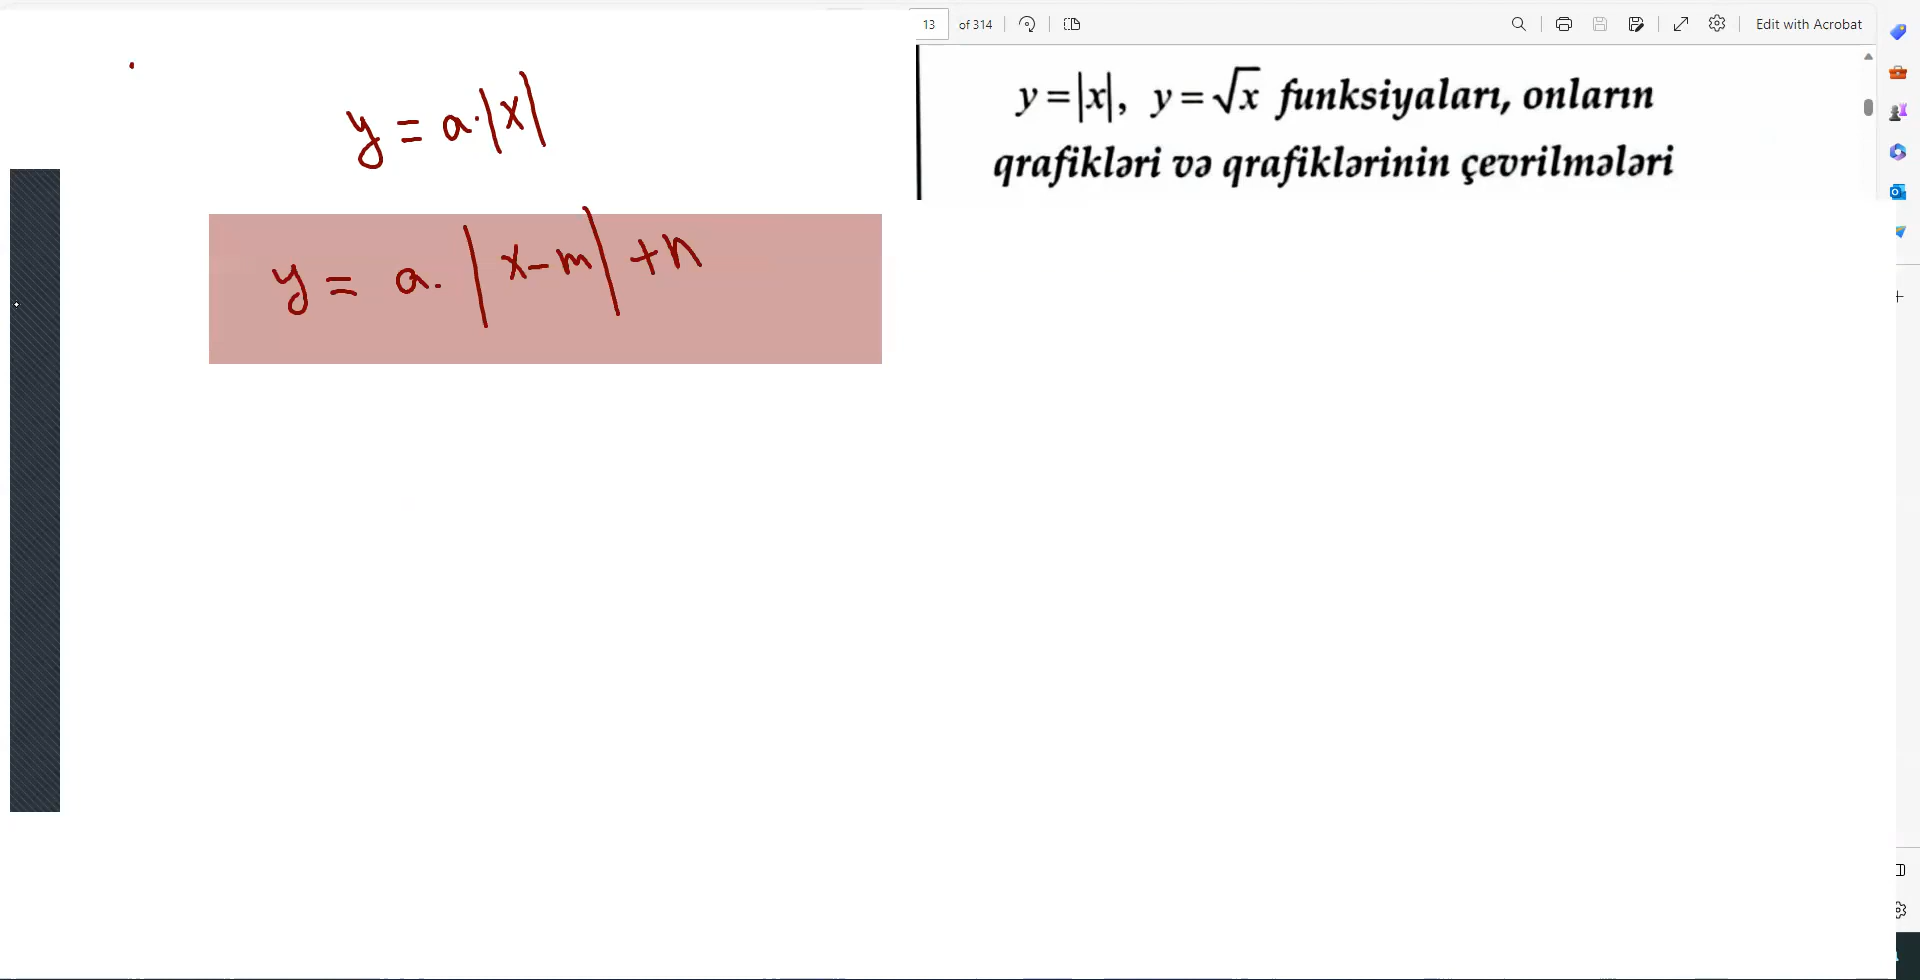 13 of 314 Edit with Acrobat
y = a·|x|
y = a·|x-m|+n
y=|x|, y=√x funksiyaları, onların
qrafikləri və qrafiklərinin çevrilmələri